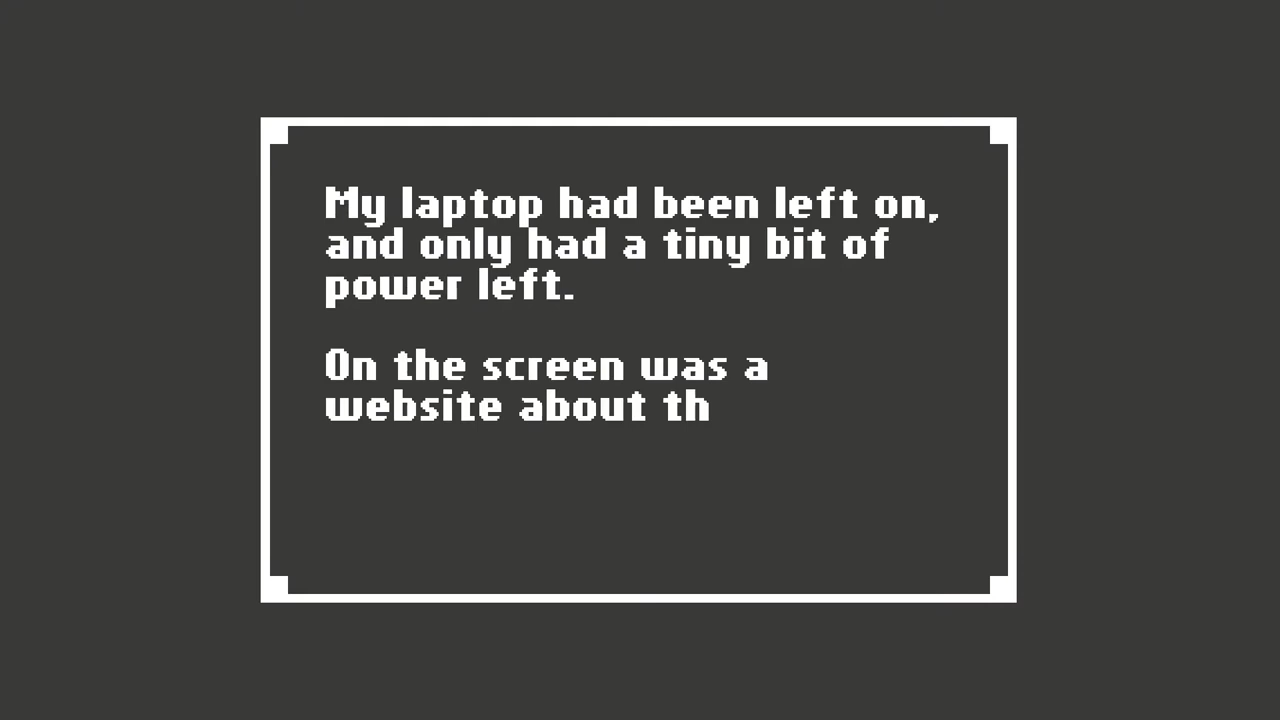 My laptop had been left on,
and only had a tiny bit of
power left.
On the screen was a
website about th